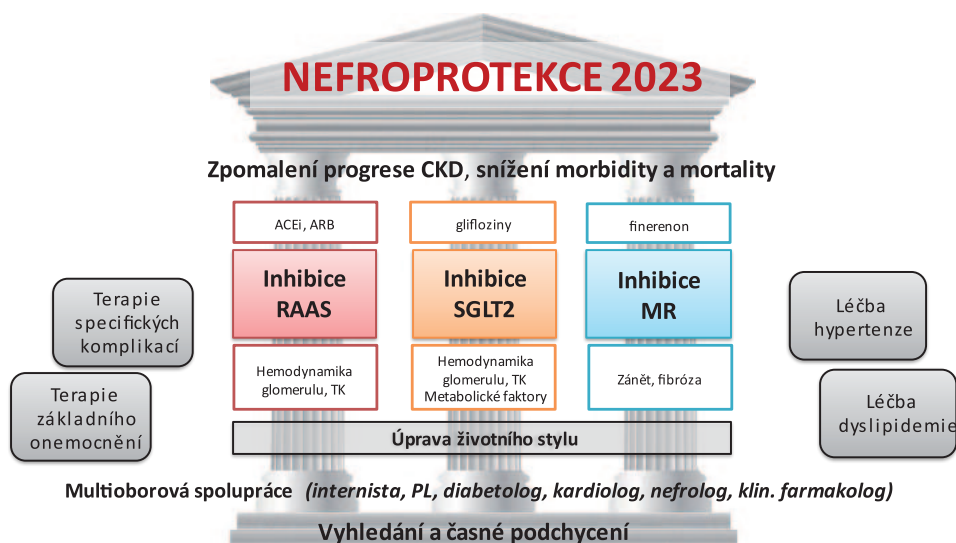 NEFROPROTEKCE 2023
Zpomalení progrese CKD, snížení morbidity a mortality
ACEi, ARB
glifloziny
finerenon
Inhibice
RAAS
Inhibice
SGLT2
Inhibice
MR
Hemodynamika
glomerulu, TK
Hemodynamika
glomerulu, TK
Metabolické faktory
Zánět, fibróza
Terapie
specifických
komplikací
Terapie
základního
onemocnění
Léčba
hypertenze
Léčba
dyslipidemie
Úprava životního stylu
Multioborová spolupráce (internista, PL, diabetolog, kardiolog, nefrolog, klin. farmakolog)
Vyhledání a časné podchycení